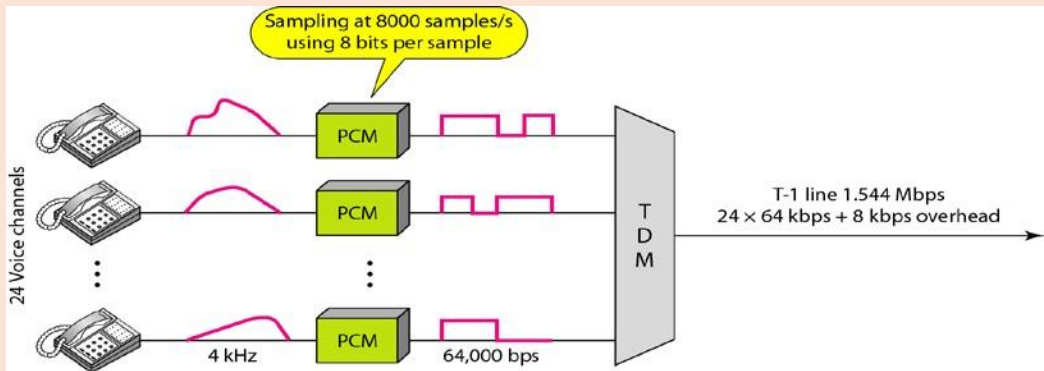 Sampling at 8000 samples/s
using 8 bits per sample
24 Voice channels
PCM
PCM
PCM
4 kHz
64,000 bps
T
D
M
T-1 line 1.544 Mbps
24 × 64 kbps + 8 kbps overhead